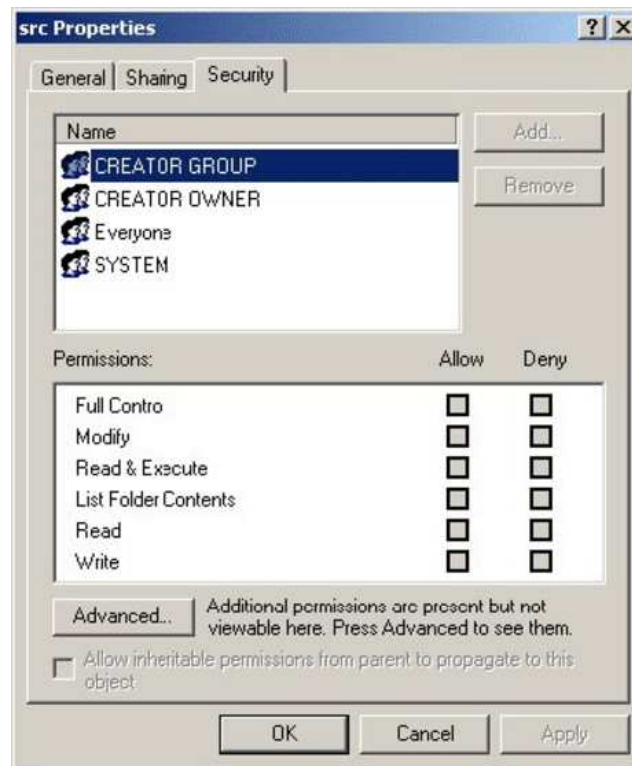 src Properties
? X
General Sharing Security
Name
Add...
CREATOR GROUP
Remove
CREATOR OWNER
Everyone
SYSTEM
Permissions: Allow Deny
Full Contro
Modify
Read & Execute
List Folder Contents
Read
Write
Advanced... Additional permissions are present but not
viewable here. Press Advanced to see them.
Allow inheritable permissions from parent to propagate to this
object
OK Cancel Apply